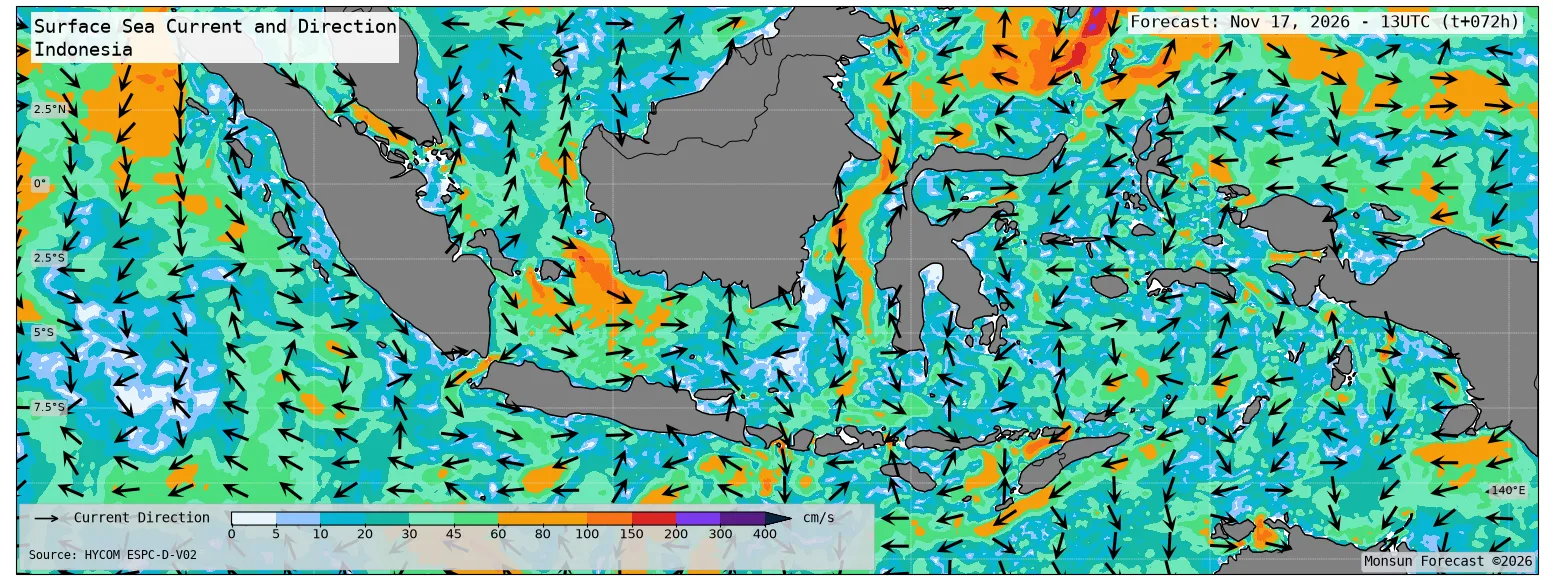 Surface Sea Current and Direction
Indonesia
Forecast: Nov 17, 2026 - 13UTC (t+072h)
2.5°N
0°
2.5°S
5°S
7.5°S
140°E
Current Direction
0 5 10 20 30 45 60 80 100 150 200 300 400 cm/s
Source: HYCOM ESPC-D-V02
Monsun Forecast ©2026